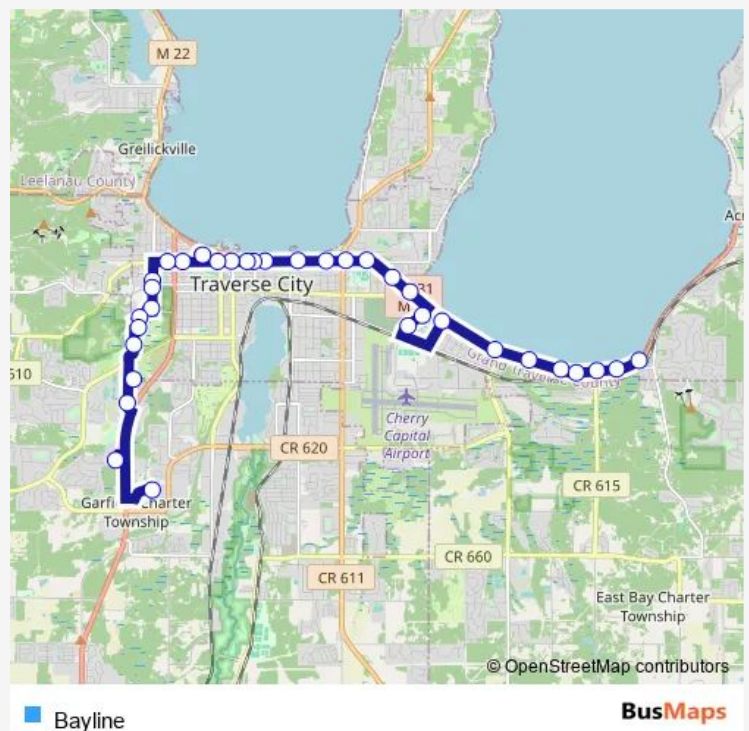 M 22
Greilickville
Leelanau County
Traverse City
31
M
Grand Traverse County
510
Cherry
Capital
Airport
CR 620
CR 615
Garfi Charter
Township
CR 660
CR 611
East Bay Charter
Township
© OpenStreetMap contributors
Bayline
BusMaps